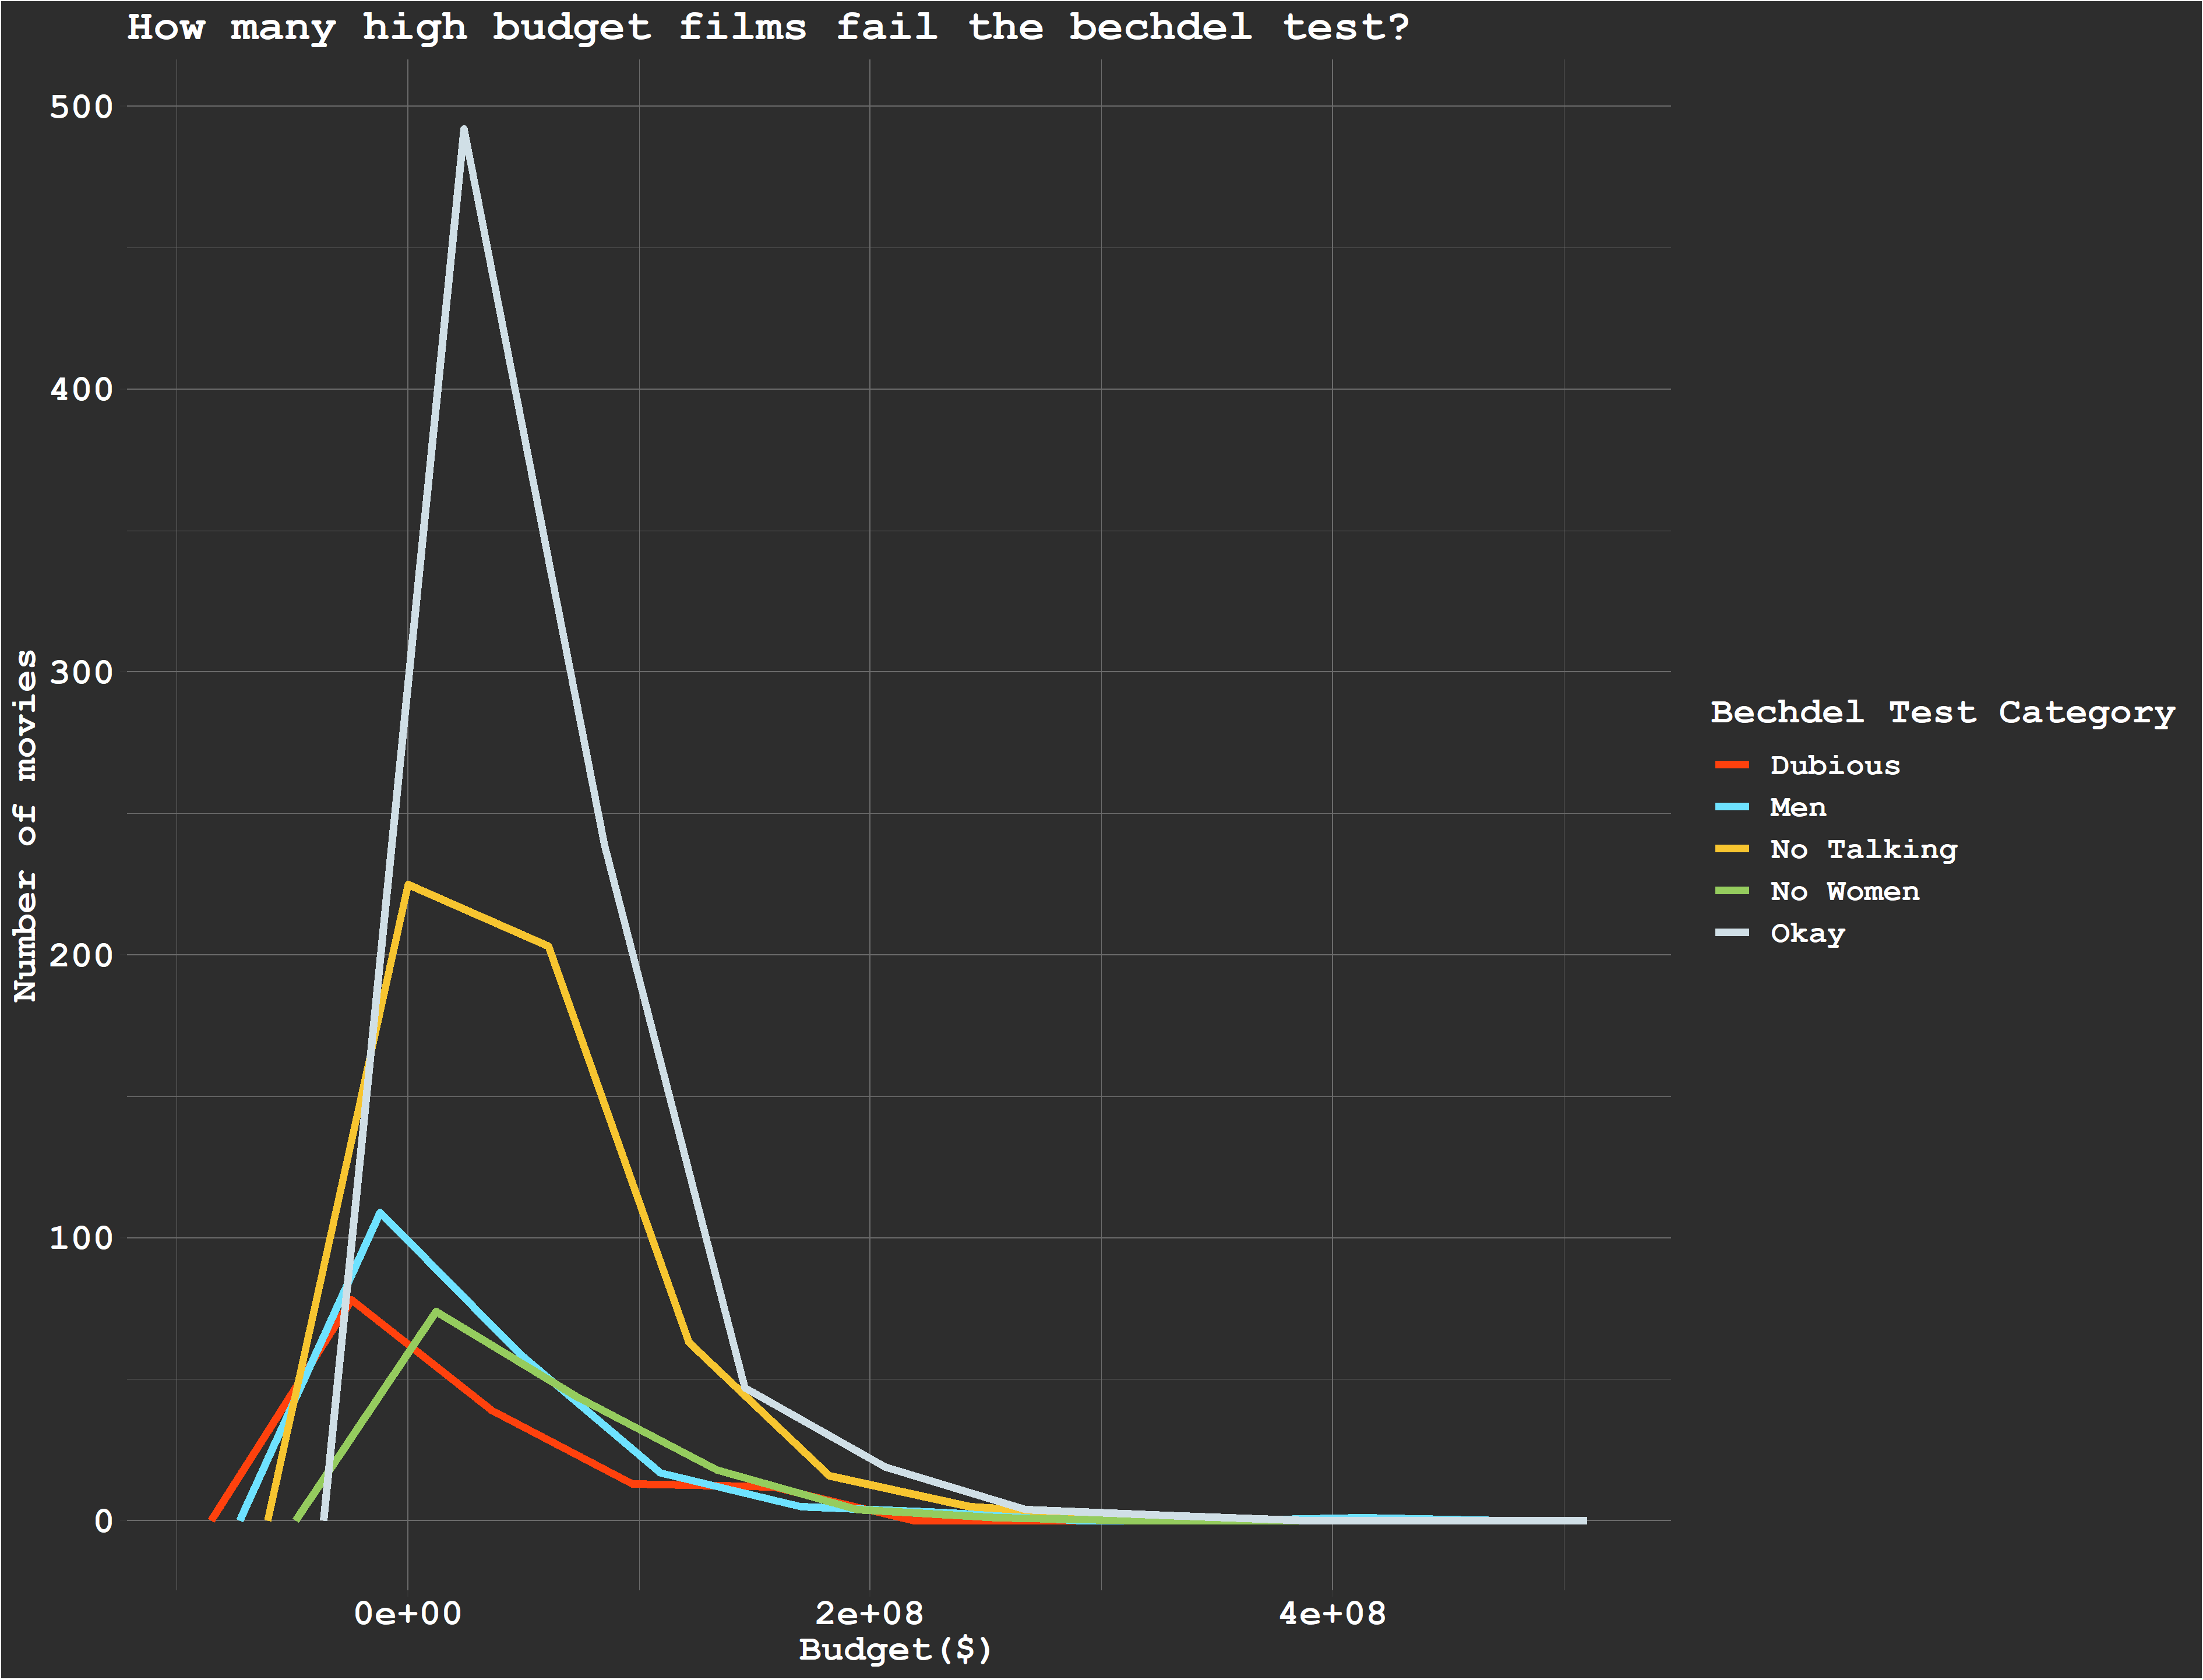 How many high budget films fail the bechdel test?
500
400
300
200
100
0
Number of movies
0e+00 2e+08 4e+08
Budget($)
Bechdel Test Category
Dubious
Men
No Talking
No Women
Okay